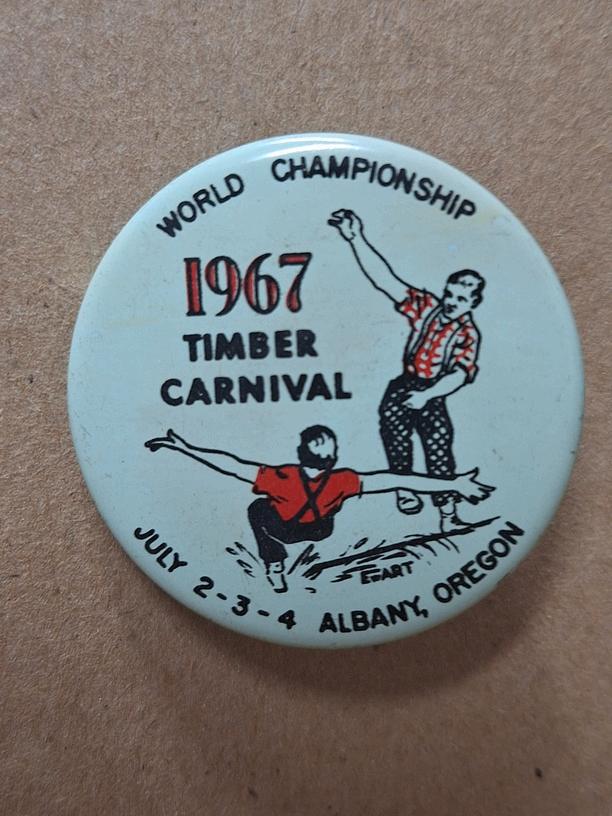 WORLD CHAMPIONSHIP
1967
TIMBER
CARNIVAL
EWART
JULY 2-3-4 ALBANY, OREGON